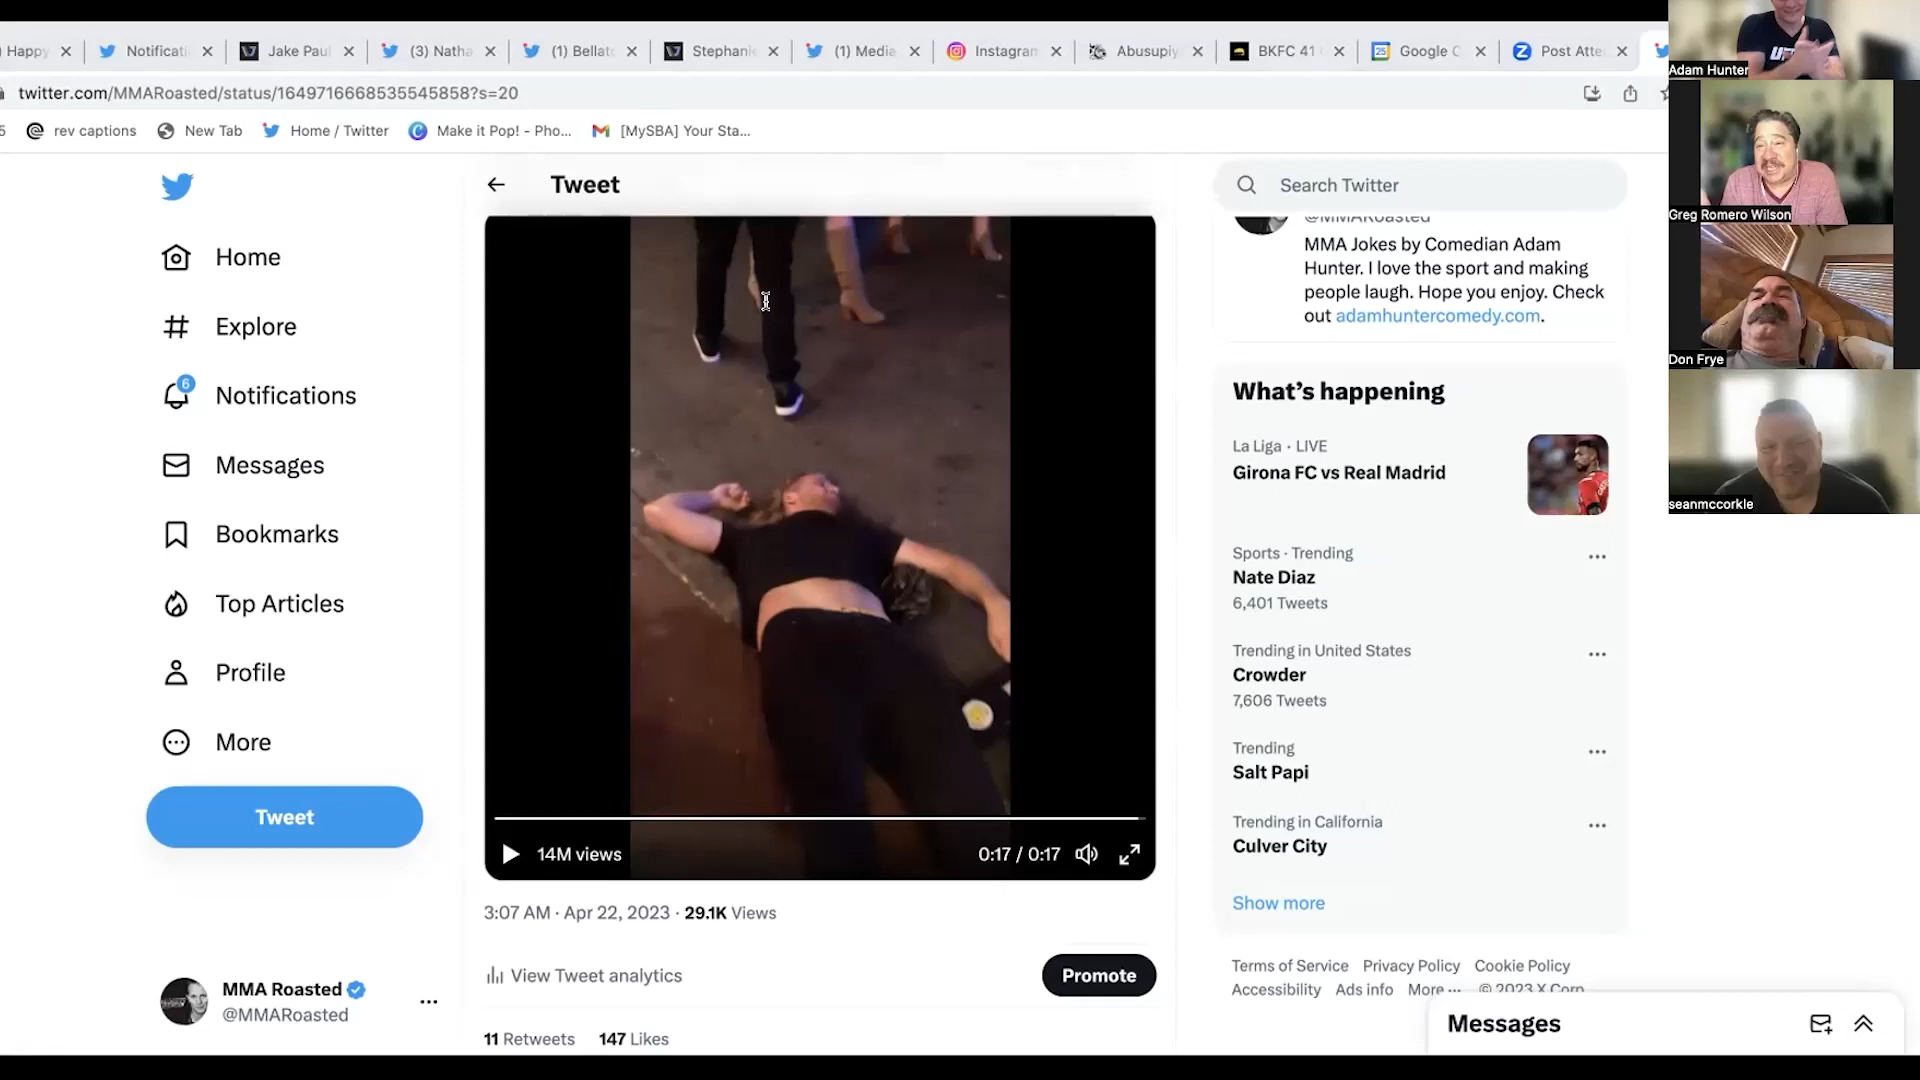 Happy
Notificati
Jake Paul
(3) Natha
(1) Bellato
Stephanie
(1) Media
Instagram
Abusupiy
BKFC 41
Google C
Post Atte
twitter.com/MMARoasted/status/1649716668535545858?s=20
rev captions
New Tab
Home / Twitter
Make it Pop! - Pho...
[MySBA] Your Sta...
Home
Explore
6
Notifications
Messages
Bookmarks
Top Articles
Profile
More
Tweet
MMA Roasted
@MMARoasted
Tweet
14M views
0:17 / 0:17
3:07 AM · Apr 22, 2023 · 29.1K Views
View Tweet analytics
Promote
11 Retweets 147 Likes
Search Twitter
@MMARoasted
MMA Jokes by Comedian Adam
Hunter. I love the sport and making
people laugh. Hope you enjoy. Check
out adamhuntercomedy.com.
What's happening
La Liga · LIVE
Girona FC vs Real Madrid
Sports · Trending
Nate Diaz
6,401 Tweets
Trending in United States
Crowder
7,606 Tweets
Trending
Salt Papi
Trending in California
Culver City
Show more
Terms of Service Privacy Policy Cookie Policy
Accessibility Ads info More ... © 2023 X Corp.
Messages
Adam Hunter
Greg Romero Wilson
Don Frye
seanmccorkle